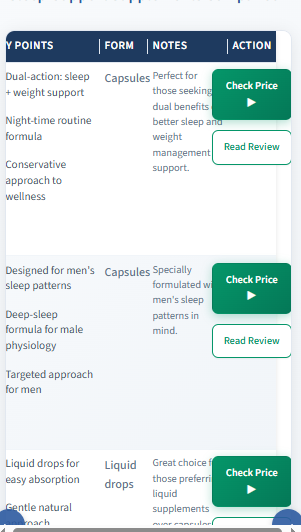 Y POINTS
FORM
NOTES
ACTION
Dual-action: sleep
+ weight support
Night-time routine
formula
Conservative
approach to
wellness
Capsules
Perfect for
those seeking
dual benefits
better sleep and
weight
management
support.
Check Price
▶
Read Review
Designed for men's
sleep patterns
Deep-sleep
formula for male
physiology
Targeted approach
for men
Capsules
Specially
formulated wi
men's sleep
patterns in
mind.
Check Price
▶
Read Review
Liquid drops for
easy absorption
Gentle natural
approach
Liquid
drops
Great choice f
those preferri
liquid
supplements
over capsules
Check Price
▶